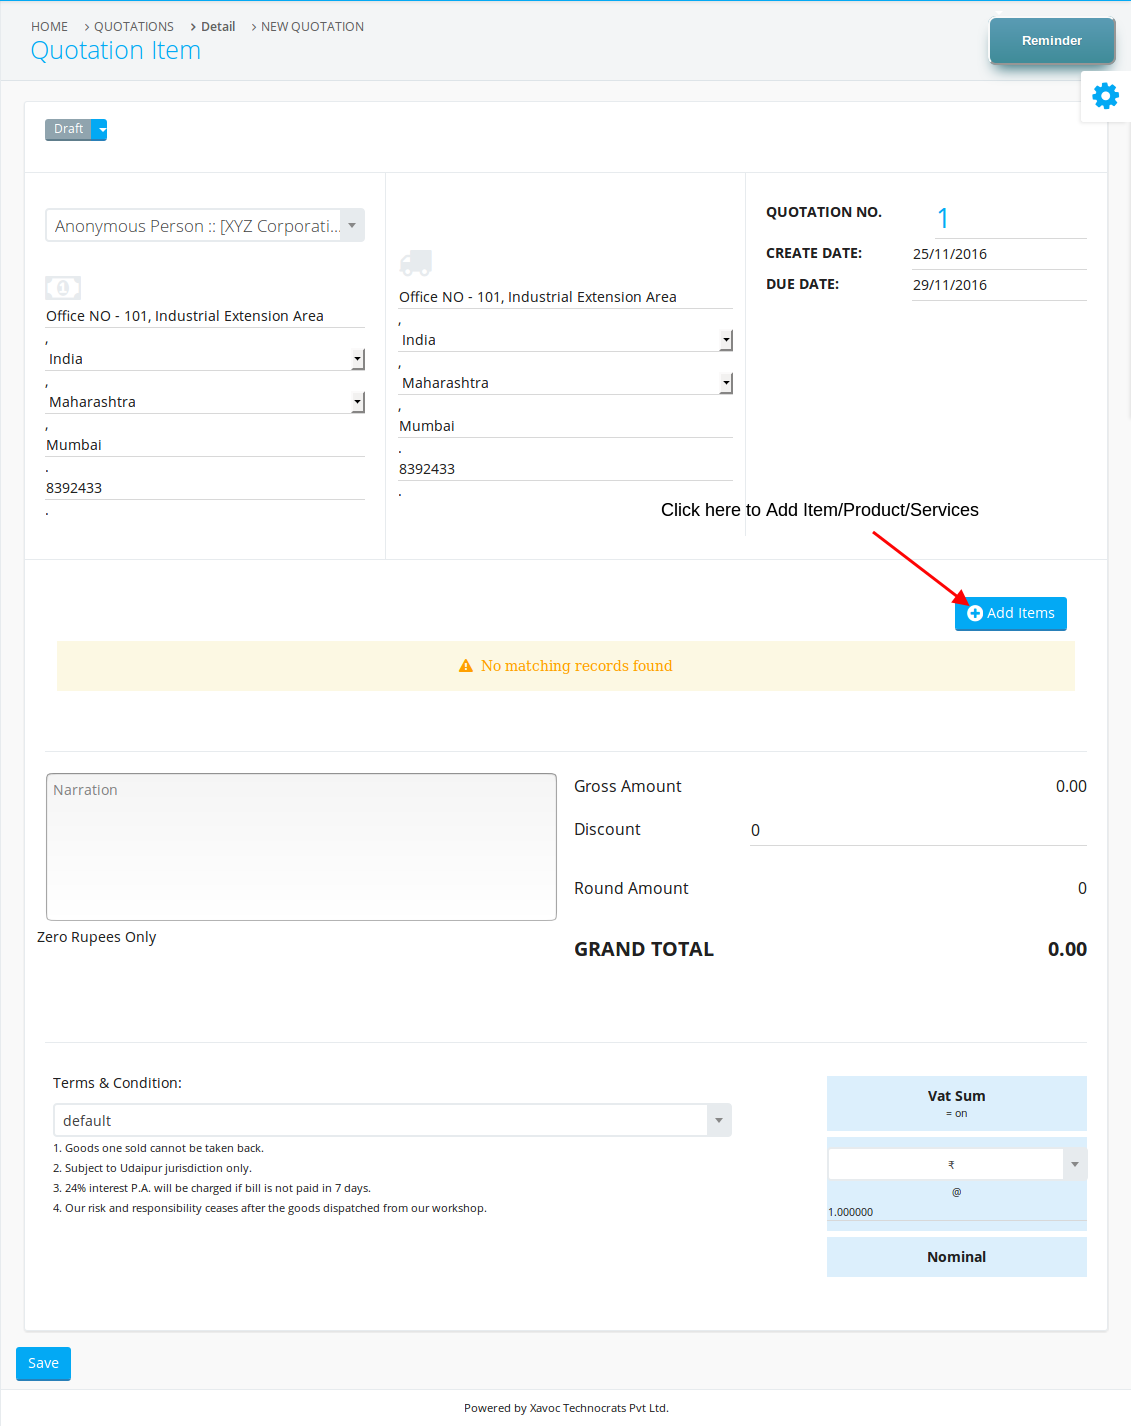 HOME > QUOTATIONS > Detail > NEW QUOTATION
Quotation Item
Reminder
Draft
Anonymous Person :: [XYZ Corporati...
1
Office NO - 101, Industrial Extension Area
,
India
,
Maharashtra
,
Mumbai
.
8392433
.
Office NO - 101, Industrial Extension Area
,
India
,
Maharashtra
,
Mumbai
.
8392433
.
QUOTATION NO. 1
CREATE DATE: 25/11/2016
DUE DATE: 29/11/2016
Click here to Add Item/Product/Services
Add Items
No matching records found
Narration
Zero Rupees Only
Gross Amount 0.00
Discount 0
Round Amount 0
GRAND TOTAL 0.00
Terms & Condition:
default
1. Goods one sold cannot be taken back.
2. Subject to Udaipur jurisdiction only.
3. 24% interest P.A. will be charged if bill is not paid in 7 days.
4. Our risk and responsibility ceases after the goods dispatched from our workshop.
Vat Sum
= on
₹
@
1.000000
Nominal
Save
Powered by Xavoc Technocrats Pvt Ltd.